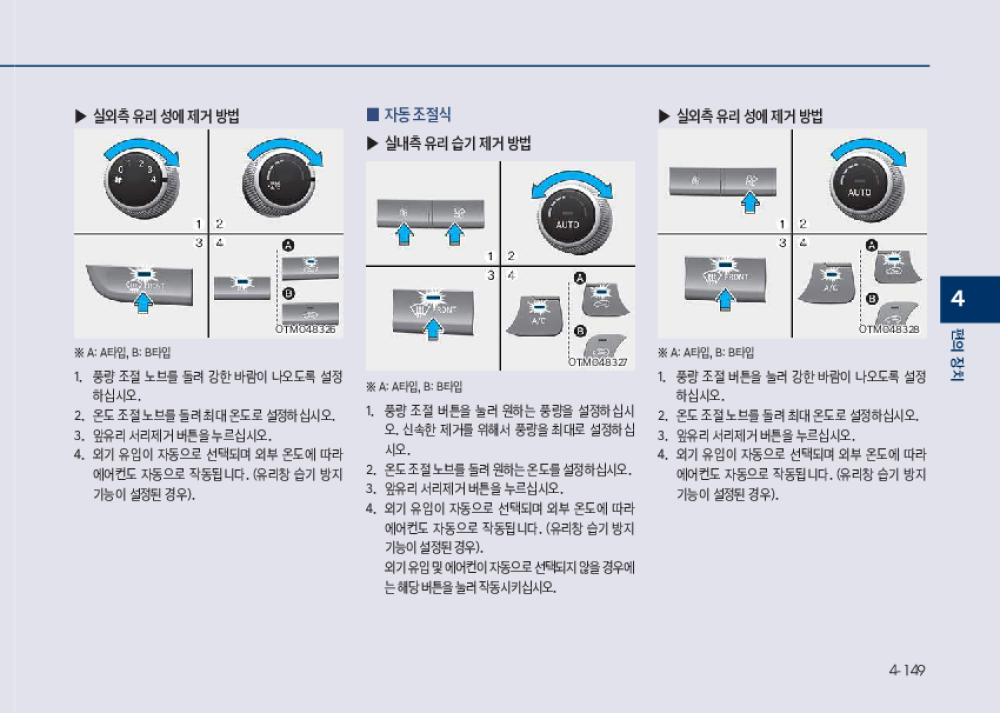 ▶ 실외측 유리 성에 제거 방법
0 1 2 3 4
1 2
3 4
FRONT
A/C
A
B
OTM048326
※ A: A타입, B: B타입
1. 풍량 조절 노브를 돌려 강한 바람이 나오도록 설정
하십시오.
2. 온도 조절 노브를 돌려 최대 온도로 설정하십시오.
3. 앞유리 서리제거 버튼을 누르십시오.
4. 외기 유입이 자동으로 선택되며 외부 온도에 따라
에어컨도 자동으로 작동됩니다. (유리창 습기 방지
기능이 설정된 경우).
■ 자동 조절식
▶ 실내측 유리 습기 제거 방법
AUTO
1 2
3 4
FRONT
A/C
A
B
OTM048327
※ A: A타입, B: B타입
1. 풍량 조절 버튼을 눌러 원하는 풍량을 설정하십시
오. 신속한 제거를 위해서 풍량을 최대로 설정하십
시오.
2. 온도 조절 노브를 돌려 원하는 온도를 설정하십시오.
3. 앞유리 서리제거 버튼을 누르십시오.
4. 외기 유입이 자동으로 선택되며 외부 온도에 따라
에어컨도 자동으로 작동됩니다. (유리창 습기 방지
기능이 설정된 경우).
외기 유입 및 에어컨이 자동으로 선택되지 않을 경우에
는 해당 버튼을 눌러 작동시키십시오.
▶ 실외측 유리 성에 제거 방법
AUTO
1 2
3 4
FRONT
A/C
A
B
OTM048328
※ A: A타입, B: B타입
1. 풍량 조절 버튼을 눌러 강한 바람이 나오도록 설정
하십시오.
2. 온도 조절 노브를 돌려 최대 온도로 설정하십시오.
3. 앞유리 서리제거 버튼을 누르십시오.
4. 외기 유입이 자동으로 선택되며 외부 온도에 따라
에어컨도 자동으로 작동됩니다. (유리창 습기 방지
기능이 설정된 경우).
4
편의 장치
4-149